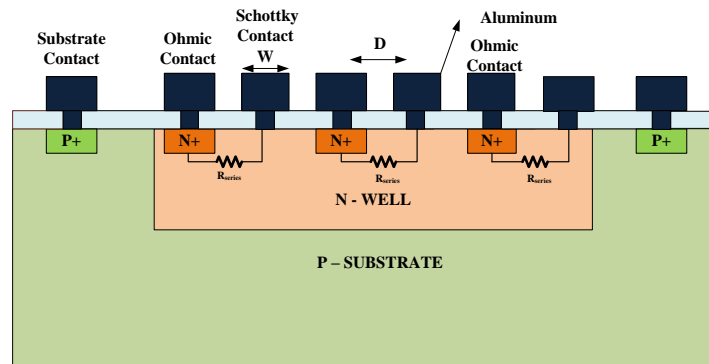 Schottky
Contact
W
Aluminum
Substrate
Contact
Ohmic
Contact
D
Ohmic
Contact
P+
N+
N+
N+
P+
Rseries
Rseries
Rseries
N - WELL
P – SUBSTRATE